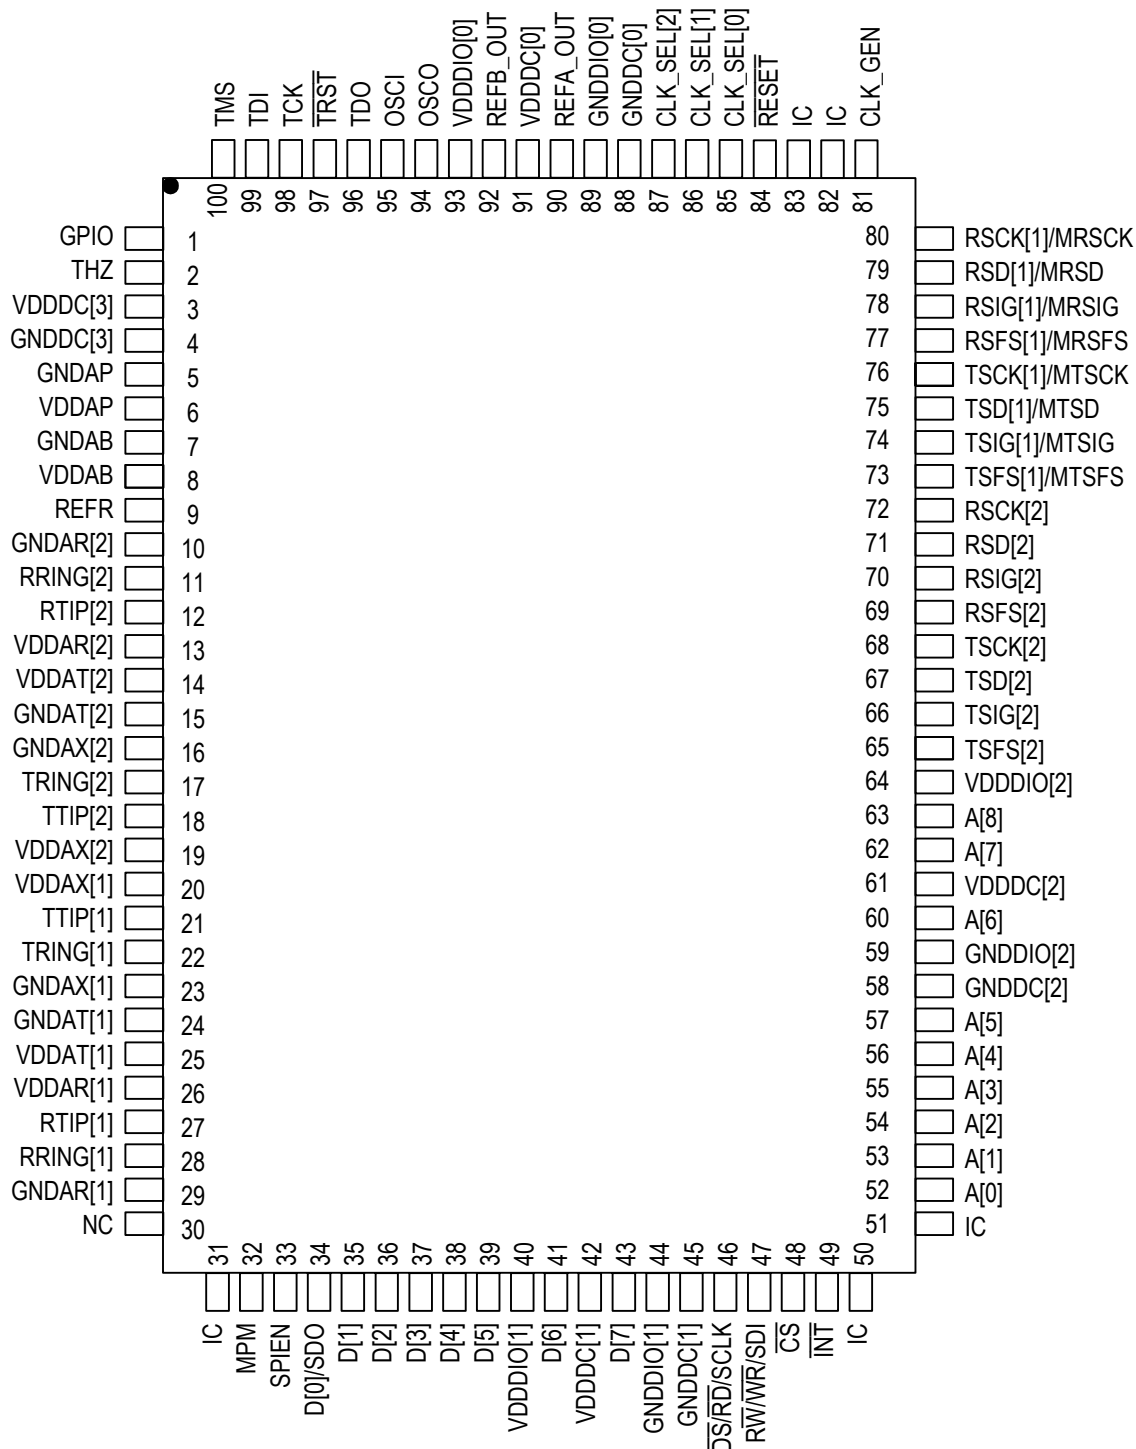 TMS
TDI
TCK
TRST
TDO
OSCI
OSCO
VDDDIO[0]
REFB_OUT
VDDDC[0]
REFA_OUT
GNDDIO[0]
GNDDC[0]
CLK_SEL[2]
CLK_SEL[1]
CLK_SEL[0]
RESET
IC
IC
CLK_GEN
100
99
98
97
96
95
94
93
92
91
90
89
88
87
86
85
84
83
82
81
GPIO 1
THZ 2
VDDDC[3] 3
GNDDC[3] 4
GNDAP 5
VDDAP 6
GNDAB 7
VDDAB 8
REFR 9
GNDAR[2] 10
RRING[2] 11
RTIP[2] 12
VDDAR[2] 13
VDDAT[2] 14
GNDAT[2] 15
GNDAX[2] 16
TRING[2] 17
TTIP[2] 18
VDDAX[2] 19
VDDAX[1] 20
TTIP[1] 21
TRING[1] 22
GNDAX[1] 23
GNDAT[1] 24
VDDAT[1] 25
VDDAR[1] 26
RTIP[1] 27
RRING[1] 28
GNDAR[1] 29
NC 30
80 RSCK[1]/MRSCK
79 RSD[1]/MRSD
78 RSIG[1]/MRSIG
77 RSFS[1]/MRSFS
76 TSCK[1]/MTSCK
75 TSD[1]/MTSD
74 TSIG[1]/MTSIG
73 TSFS[1]/MTSFS
72 RSCK[2]
71 RSD[2]
70 RSIG[2]
69 RSFS[2]
68 TSCK[2]
67 TSD[2]
66 TSIG[2]
65 TSFS[2]
64 VDDDIO[2]
63 A[8]
62 A[7]
61 VDDDC[2]
60 A[6]
59 GNDDIO[2]
58 GNDDC[2]
57 A[5]
56 A[4]
55 A[3]
54 A[2]
53 A[1]
52 A[0]
51 IC
31
32
33
34
35
36
37
38
39
40
41
42
43
44
45
46
47
48
49
50
IC
MPM
SPIEN
D[0]/SDO
D[1]
D[2]
D[3]
D[4]
D[5]
VDDDIO[1]
D[6]
VDDDC[1]
D[7]
GNDDIO[1]
GNDDC[1]
DS/RD/SCLK
RW/WR/SDI
CS
INT
IC